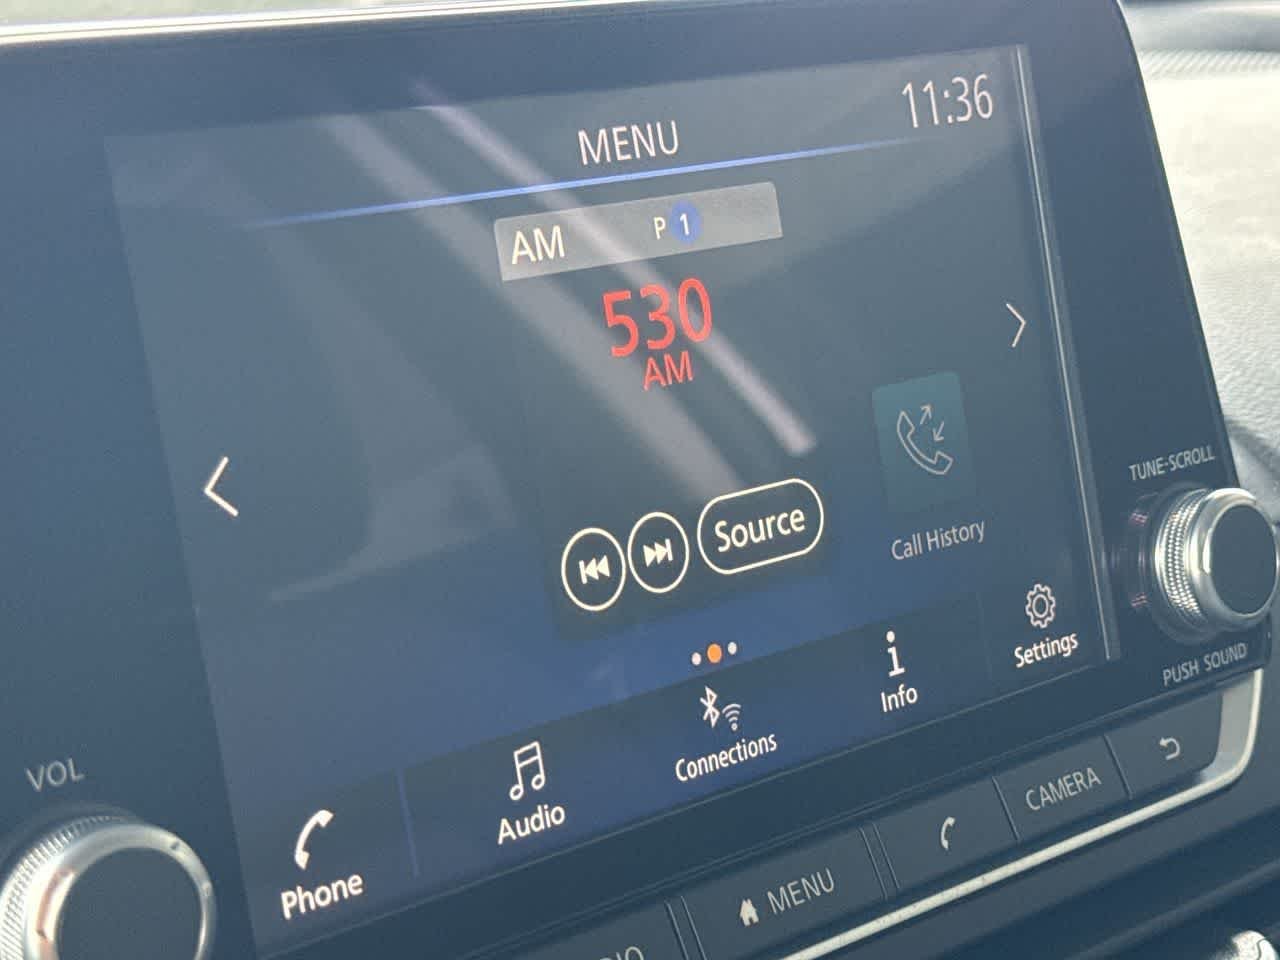 MENU
11:36
AM P 1
530
AM
Source
Call History
Phone
Audio
Connections
Info
Settings
TUNE·SCROLL
PUSH SOUND
VOL
MENU
CAMERA